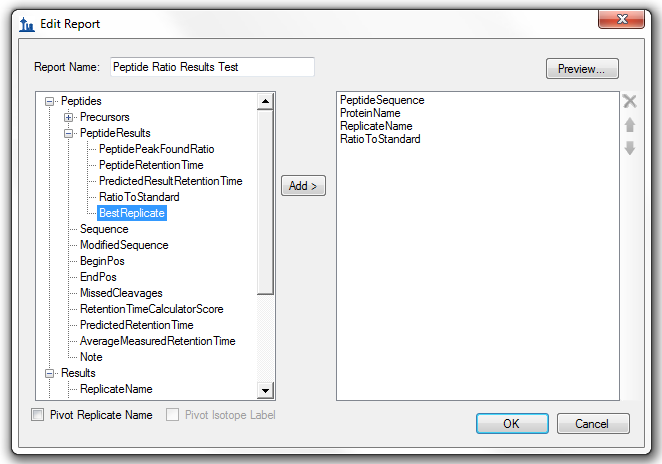 Edit Report
Report Name: Peptide Ratio Results Test
Preview...
Peptides
Precursors
PeptideResults
PeptidePeakFoundRatio
PeptideRetentionTime
PredictedResultRetentionTime
RatioToStandard
BestReplicate
Sequence
ModifiedSequence
BeginPos
EndPos
MissedCleavages
RetentionTimeCalculatorScore
PredictedRetentionTime
AverageMeasuredRetentionTime
Note
Results
ReplicateName
Add >
PeptideSequence
ProteinName
ReplicateName
RatioToStandard
Pivot Replicate Name
Pivot Isotope Label
OK
Cancel